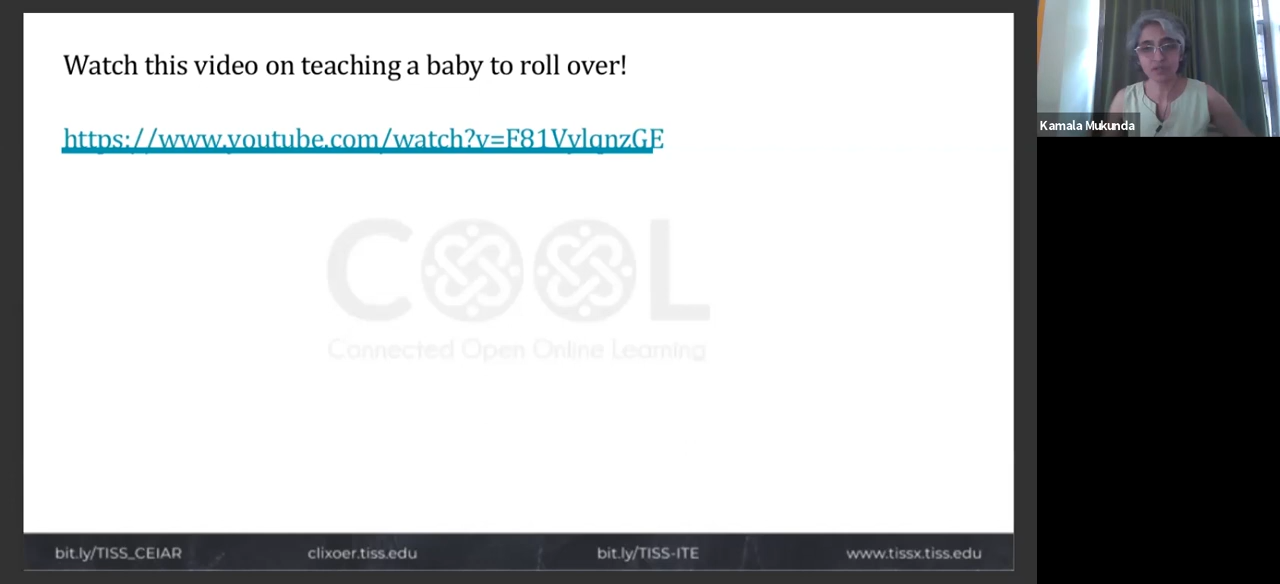 Watch this video on teaching a baby to roll over!
https://www.youtube.com/watch?v=F81VylqnzGE
COOL
Connected Open Online Learning
bit.ly/TISS_CEIAR
clixoer.tiss.edu
bit.ly/TISS-ITE
www.tissx.tiss.edu
Kamala Mukunda